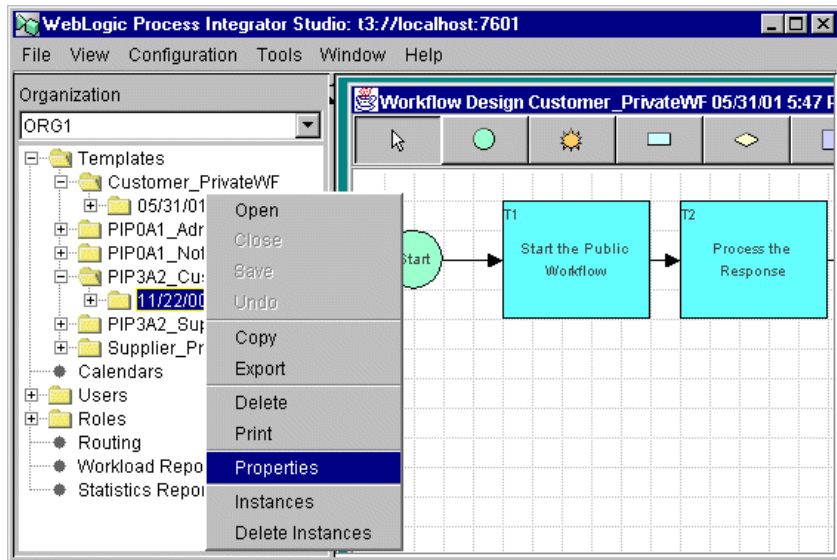 WebLogic Process Integrator Studio: t3://localhost:7601
File View Configuration Tools Window Help
Organization
ORG1
Templates
Customer_PrivateWF
05/31/01
PIP0A1_Adr
PIP0A1_Not
PIP3A2_Cus
11/22/00
PIP3A2_Sup
Supplier_Pr
Calendars
Users
Roles
Routing
Workload Repo
Statistics Repor
Open
Close
Save
Undo
Copy
Export
Delete
Print
Properties
Instances
Delete Instances
Workflow Design Customer_PrivateWF 05/31/01 5:47 P
Start
T1
Start the Public
Workflow
T2
Process the
Response